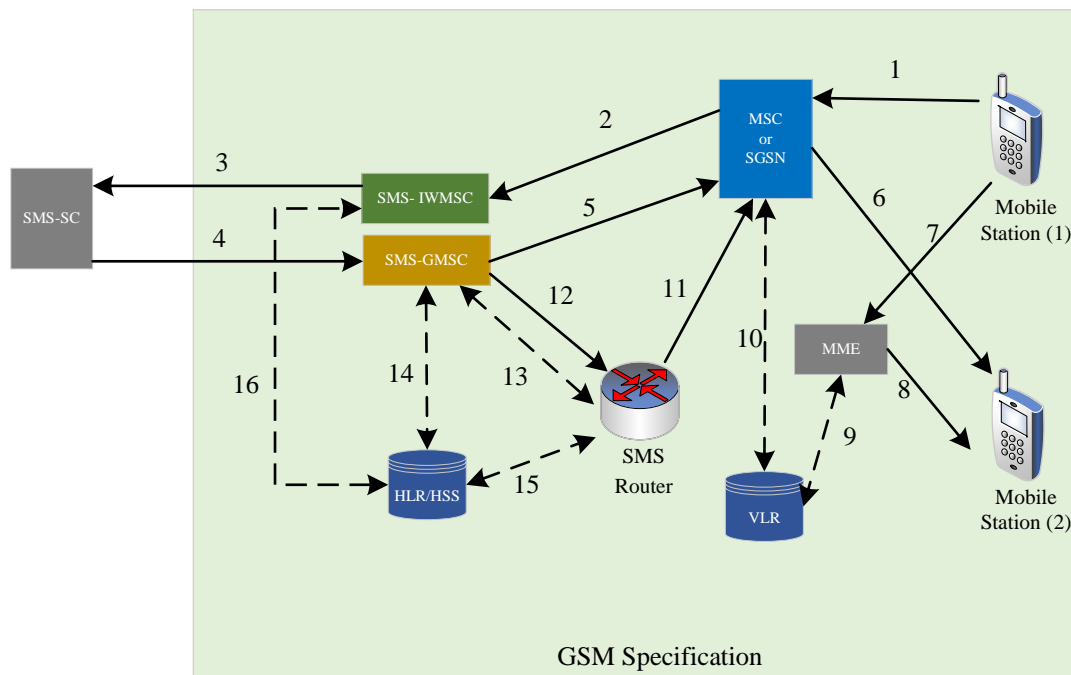 1
2
MSC
or
SGSN
3
SMS- IWMSC
SMS-SC
5
6
Mobile
Station (1)
4
SMS-GMSC
7
12
11
10
MME
14
13
16
8
9
SMS
Router
15
HLR/HSS
VLR
Mobile
Station (2)
GSM Specification